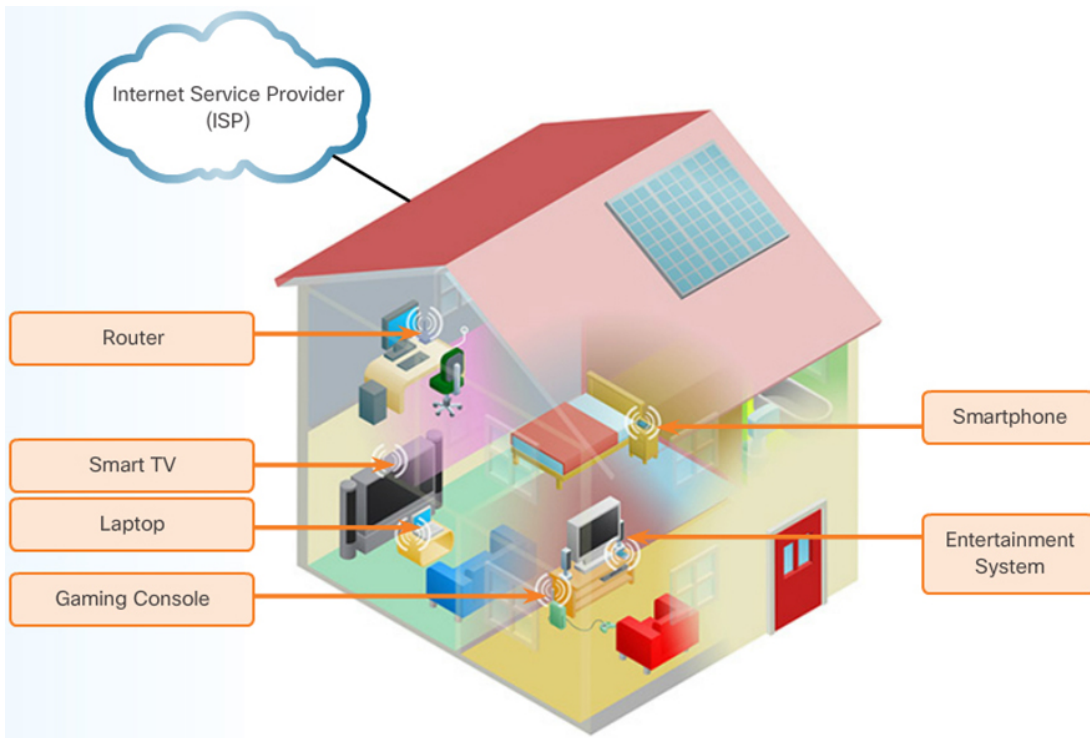 Internet Service Provider
(ISP)
Router
Smartphone
Smart TV
Laptop
Entertainment
System
Gaming Console